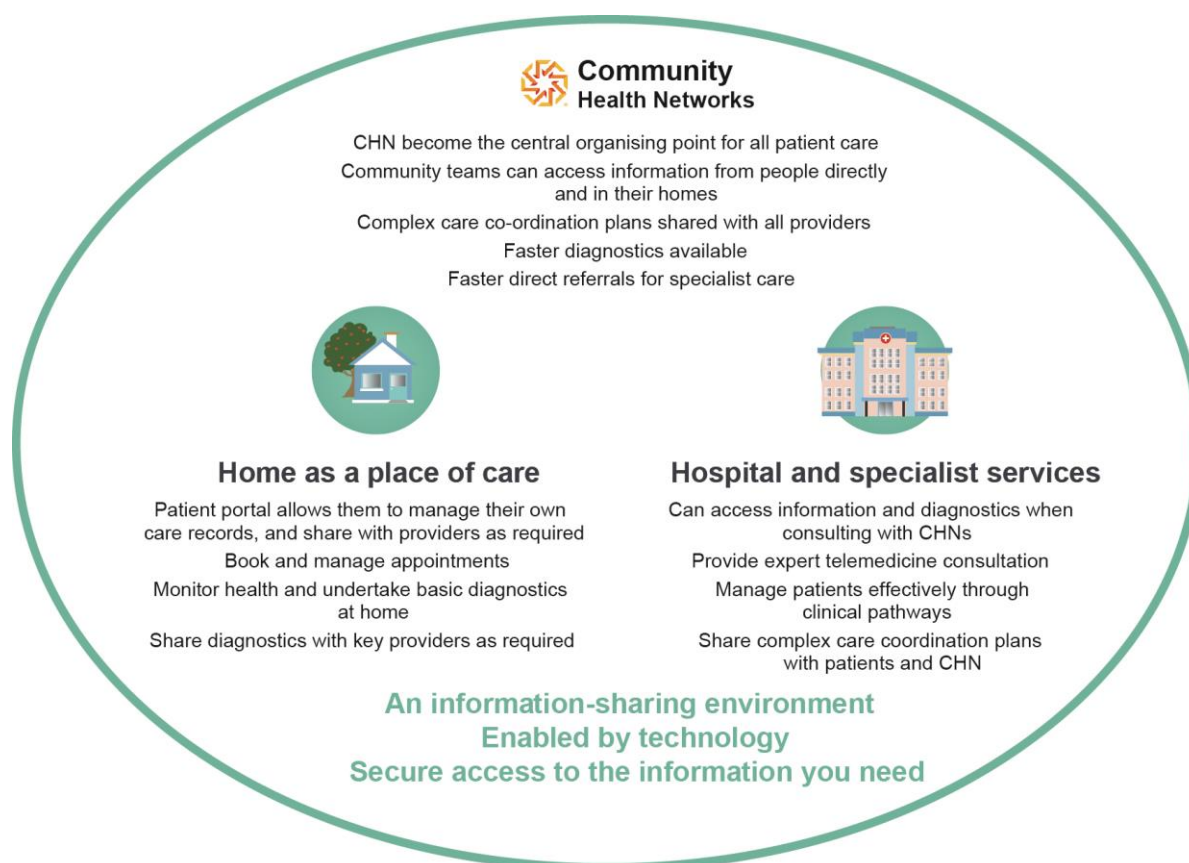 Community
Health Networks
CHN become the central organising point for all patient care
Community teams can access information from people directly
and in their homes
Complex care co-ordination plans shared with all providers
Faster diagnostics available
Faster direct referrals for specialist care
Home as a place of care
Patient portal allows them to manage their own
care records, and share with providers as required
Book and manage appointments
Monitor health and undertake basic diagnostics
at home
Share diagnostics with key providers as required
Hospital and specialist services
Can access information and diagnostics when
consulting with CHNs
Provide expert telemedicine consultation
Manage patients effectively through
clinical pathways
Share complex care coordination plans
with patients and CHN
An information-sharing environment
Enabled by technology
Secure access to the information you need